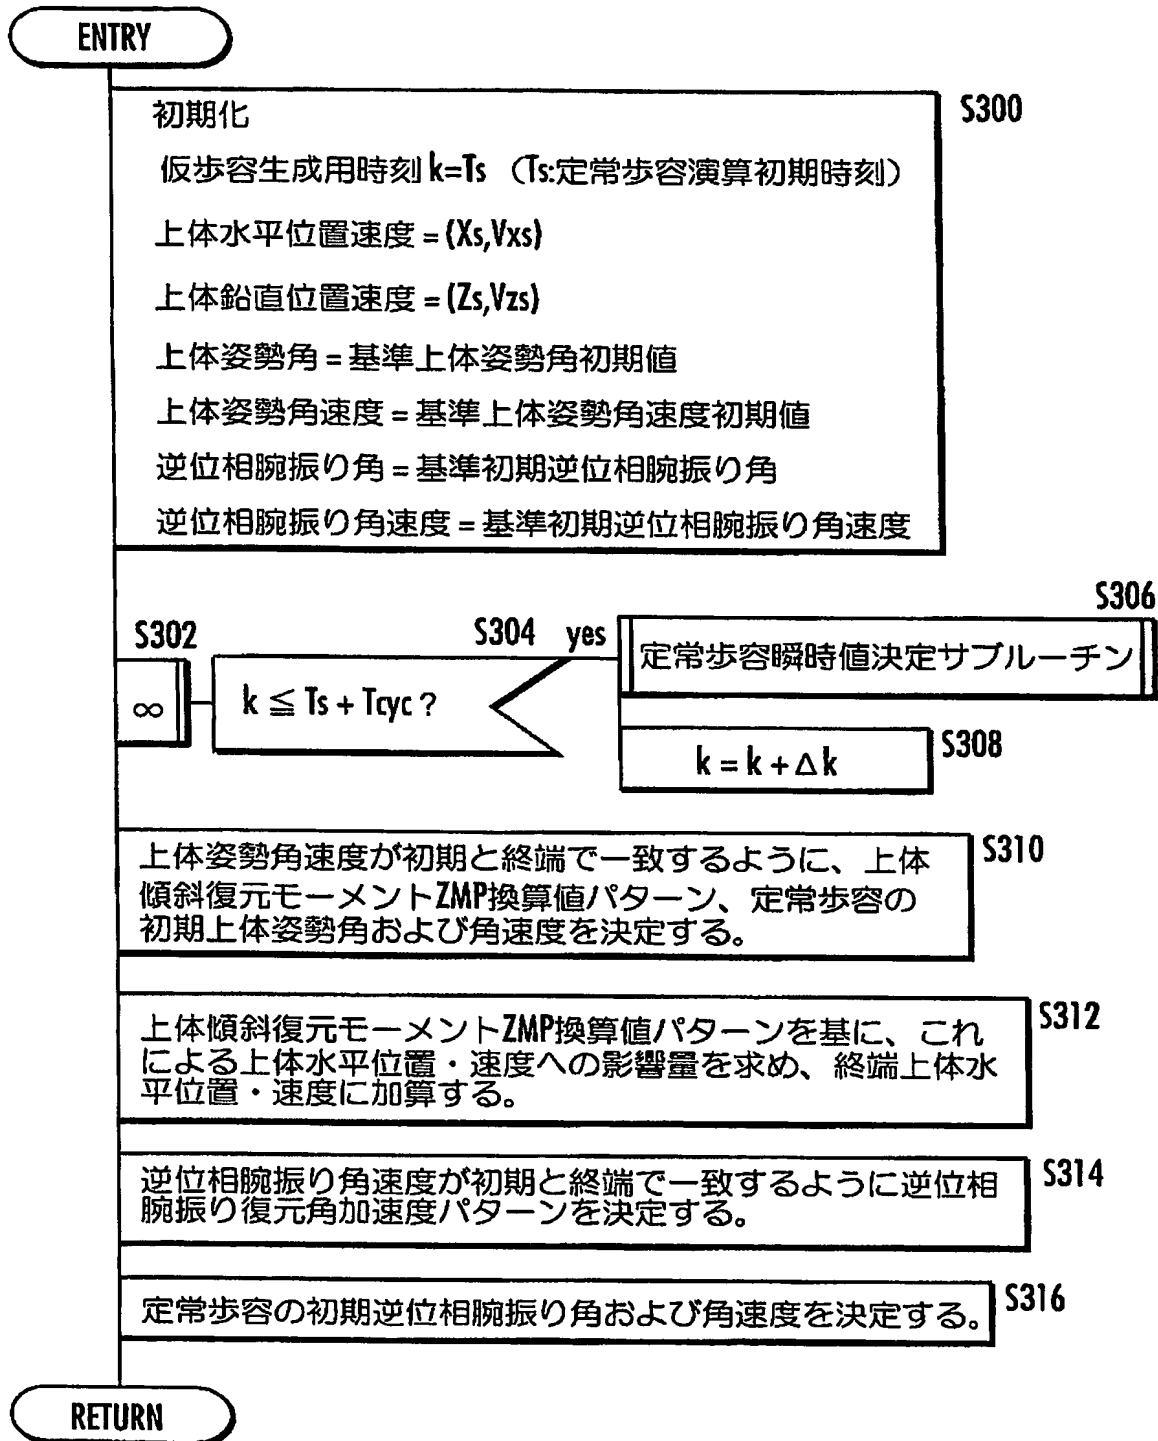 ENTRY
S300
初期化
仮歩容生成用時刻 k=Ts （Ts:定常歩容演算初期時刻）
上体水平位置速度 = (Xs,Vxs)
上体鉛直位置速度 = (Zs,Vzs)
上体姿勢角 = 基準上体姿勢角初期値
上体姿勢角速度 = 基準上体姿勢角速度初期値
逆位相腕振り角 = 基準初期逆位相腕振り角
逆位相腕振り角速度 = 基準初期逆位相腕振り角速度
S302
∞
S304 yes
k ≦ Ts + Tcyc ?
S306
定常歩容瞬時値決定サブルーチン
S308
k = k + Δk
S310
上体姿勢角速度が初期と終端で一致するように、上体
傾斜復元モーメントZMP換算値パターン、定常歩容の
初期上体姿勢角および角速度を決定する。
S312
上体傾斜復元モーメントZMP換算値パターンを基に、これ
による上体水平位置・速度への影響量を求め、終端上体水
平位置・速度に加算する。
S314
逆位相腕振り角速度が初期と終端で一致するように逆位相
腕振り復元角加速度パターンを決定する。
S316
定常歩容の初期逆位相腕振り角および角速度を決定する。
RETURN